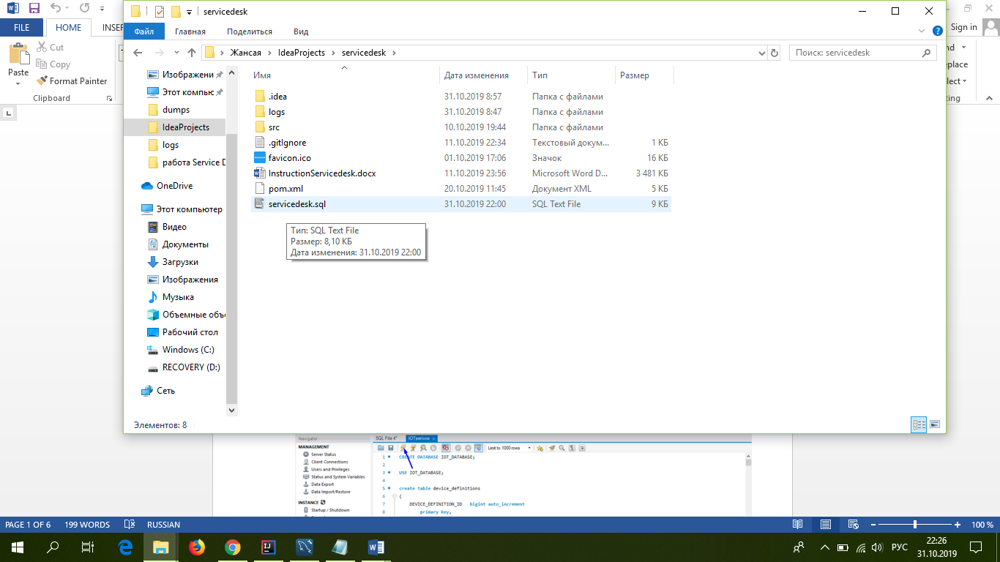 servicedesk
FILE
HOME
INSER
Sign in
Файл
Главная
Поделиться
Вид
Жансая
IdeaProjects
servicedesk
Поиск: servicedesk
Paste
Cut
Copy
Format Painter
Clipboard
nd
place
lect
ting
Имя
Дата изменения
Тип
Размер
Изображени
Этот компьк
dumps
IdeaProjects
logs
работа Service D
OneDrive
Этот компьютер
Видео
Документы
Загрузки
Изображения
Музыка
Объемные объ
Рабочий стол
Windows (C:)
RECOVERY (D:)
Сеть
.idea 31.10.2019 8:57 Папка с файлами
logs 31.10.2019 8:47 Папка с файлами
src 10.10.2019 19:44 Папка с файлами
.gitIgnore 11.10.2019 22:34 Текстовый докум... 1 КБ
favicon.ico 01.10.2019 17:06 Значок 16 КБ
InstructionServicedesk.docx 11.10.2019 23:56 Microsoft Word D... 3 481 КБ
pom.xml 20.10.2019 11:45 Документ XML 5 КБ
servicedesk.sql 31.10.2019 22:00 SQL Text File 9 КБ
Тип: SQL Text File
Размер: 8,10 КБ
Дата изменения: 31.10.2019 22:00
Элементов: 8
Navigator
MANAGEMENT
Server Status
Client Connections
Users and Privileges
Status and System Variables
Data Export
Data Import/Restore
INSTANCE
Startup / Shutdown
SQL File 4*
IOTserivce
Limit to 1000 rows
1 CREATE DATABASE IOT_DATABASE;
2
3 USE IOT_DATABASE;
4
5 create table device_definitions
6 (
7 DEVICE_DEFINITION_ID bigint auto_increment
8 primary key,
PAGE 1 OF 6
199 WORDS
RUSSIAN
100 %
РУС
22:26
31.10.2019